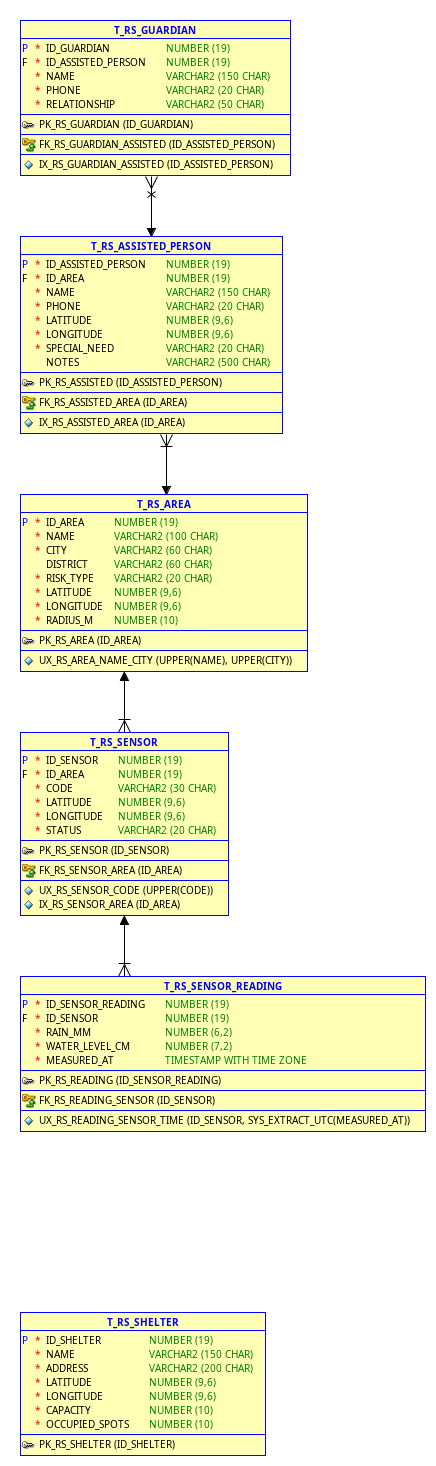 T_RS_GUARDIAN
P * ID_GUARDIAN NUMBER (19)
F * ID_ASSISTED_PERSON NUMBER (19)
* NAME VARCHAR2 (150 CHAR)
* PHONE VARCHAR2 (20 CHAR)
* RELATIONSHIP VARCHAR2 (50 CHAR)
PK_RS_GUARDIAN (ID_GUARDIAN)
FK_RS_GUARDIAN_ASSISTED (ID_ASSISTED_PERSON)
IX_RS_GUARDIAN_ASSISTED (ID_ASSISTED_PERSON)
T_RS_ASSISTED_PERSON
P * ID_ASSISTED_PERSON NUMBER (19)
F * ID_AREA NUMBER (19)
* NAME VARCHAR2 (150 CHAR)
* PHONE VARCHAR2 (20 CHAR)
* LATITUDE NUMBER (9,6)
* LONGITUDE NUMBER (9,6)
* SPECIAL_NEED VARCHAR2 (20 CHAR)
NOTES VARCHAR2 (500 CHAR)
PK_RS_ASSISTED (ID_ASSISTED_PERSON)
FK_RS_ASSISTED_AREA (ID_AREA)
IX_RS_ASSISTED_AREA (ID_AREA)
T_RS_AREA
P * ID_AREA NUMBER (19)
* NAME VARCHAR2 (100 CHAR)
* CITY VARCHAR2 (60 CHAR)
DISTRICT VARCHAR2 (60 CHAR)
* RISK_TYPE VARCHAR2 (20 CHAR)
* LATITUDE NUMBER (9,6)
* LONGITUDE NUMBER (9,6)
* RADIUS_M NUMBER (10)
PK_RS_AREA (ID_AREA)
UX_RS_AREA_NAME_CITY (UPPER(NAME), UPPER(CITY))
T_RS_SENSOR
P * ID_SENSOR NUMBER (19)
F * ID_AREA NUMBER (19)
* CODE VARCHAR2 (30 CHAR)
* LATITUDE NUMBER (9,6)
* LONGITUDE NUMBER (9,6)
* STATUS VARCHAR2 (20 CHAR)
PK_RS_SENSOR (ID_SENSOR)
FK_RS_SENSOR_AREA (ID_AREA)
UX_RS_SENSOR_CODE (UPPER(CODE))
IX_RS_SENSOR_AREA (ID_AREA)
T_RS_SENSOR_READING
P * ID_SENSOR_READING NUMBER (19)
F * ID_SENSOR NUMBER (19)
* RAIN_MM NUMBER (6,2)
* WATER_LEVEL_CM NUMBER (7,2)
* MEASURED_AT TIMESTAMP WITH TIME ZONE
PK_RS_READING (ID_SENSOR_READING)
FK_RS_READING_SENSOR (ID_SENSOR)
UX_RS_READING_SENSOR_TIME (ID_SENSOR, SYS_EXTRACT_UTC(MEASURED_AT))
T_RS_SHELTER
P * ID_SHELTER NUMBER (19)
* NAME VARCHAR2 (150 CHAR)
* ADDRESS VARCHAR2 (200 CHAR)
* LATITUDE NUMBER (9,6)
* LONGITUDE NUMBER (9,6)
* CAPACITY NUMBER (10)
* OCCUPIED_SPOTS NUMBER (10)
PK_RS_SHELTER (ID_SHELTER)